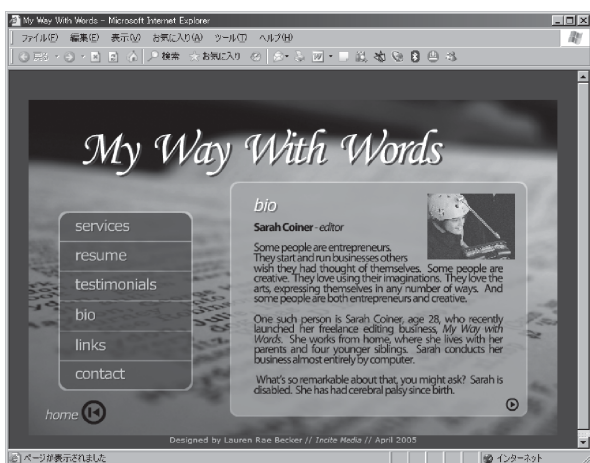 My Way With Words - Microsoft Internet Explorer
ファイル(F) 編集(E) 表示(V) お気に入り(A) ツール(T) ヘルプ(H)
戻る 検索 お気に入り
My Way With Words
services
resume
testimonials
bio
links
contact
home
bio
Sarah Coiner - editor
Some people are entrepreneurs.
They start and run businesses others
wish they had thought of themselves. Some people are
creative. They love using their imaginations. They love the
arts, expressing themselves in any number of ways. And
some people are both entrepreneurs and creative.
One such person is Sarah Coiner, age 28, who recently
launched her freelance editing business, My Way with
Words. She works from home, where she lives with her
parents and four younger siblings. Sarah conducts her
business almost entirely by computer.
What's so remarkable about that, you might ask? Sarah is
disabled. She has had cerebral palsy since birth.
Designed by Lauren Rae Becker // Incite Media // April 2005
ページが表示されました インターネット